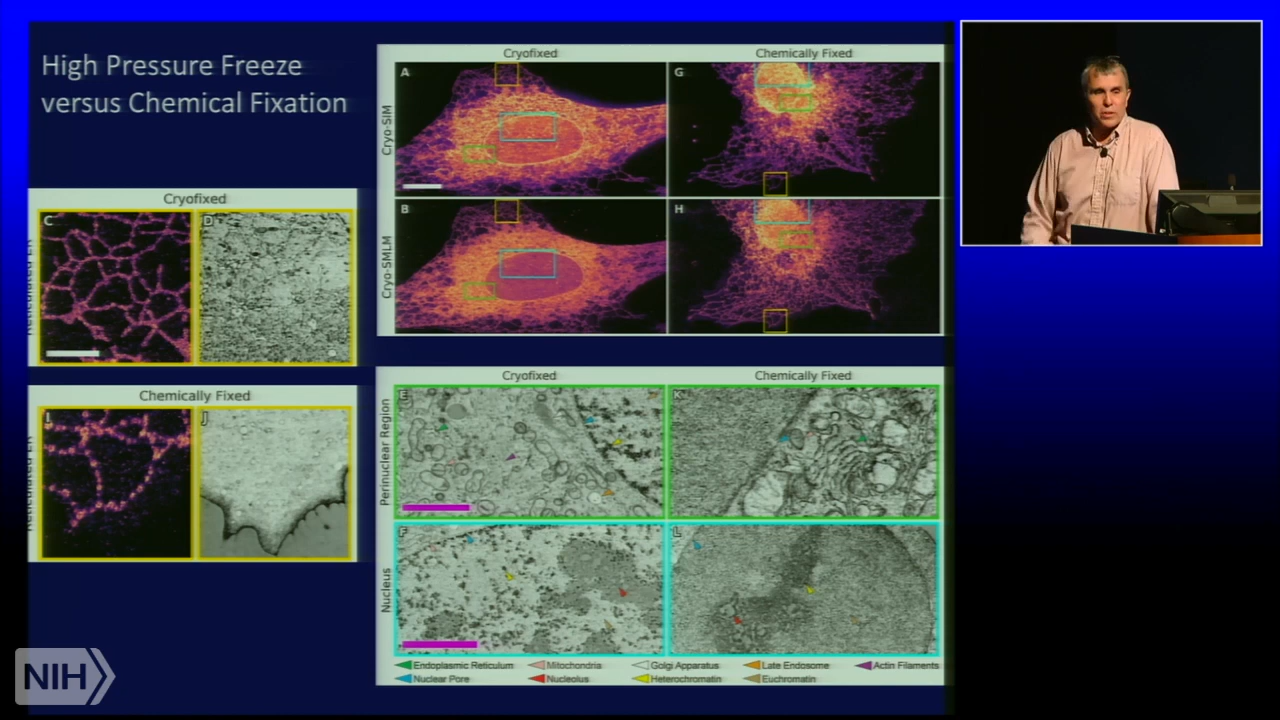 High Pressure Freeze
versus Chemical Fixation
Cryofixed
C
D
Chemically Fixed
I
J
Cryofixed
Chemically Fixed
Cryo-SIM
A
G
Cryo-SMLM
B
H
Cryofixed
Chemically Fixed
Perinuclear Region
E
K
Nucleus
F
L
Endoplasmic Reticulum
Mitochondria
Golgi Apparatus
Late Endosome
Actin Filaments
Nuclear Pore
Nucleolus
Heterochromatin
Euchromatin
NIH